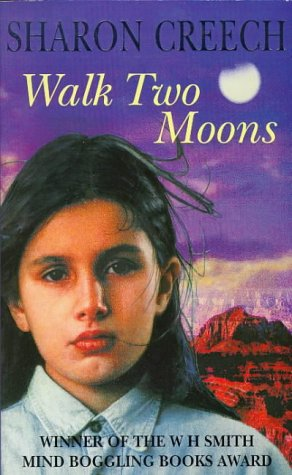 SHARON CREECH
Walk Two
Moons
WINNER OF THE W H SMITH
MIND BOGGLING BOOKS AWARD